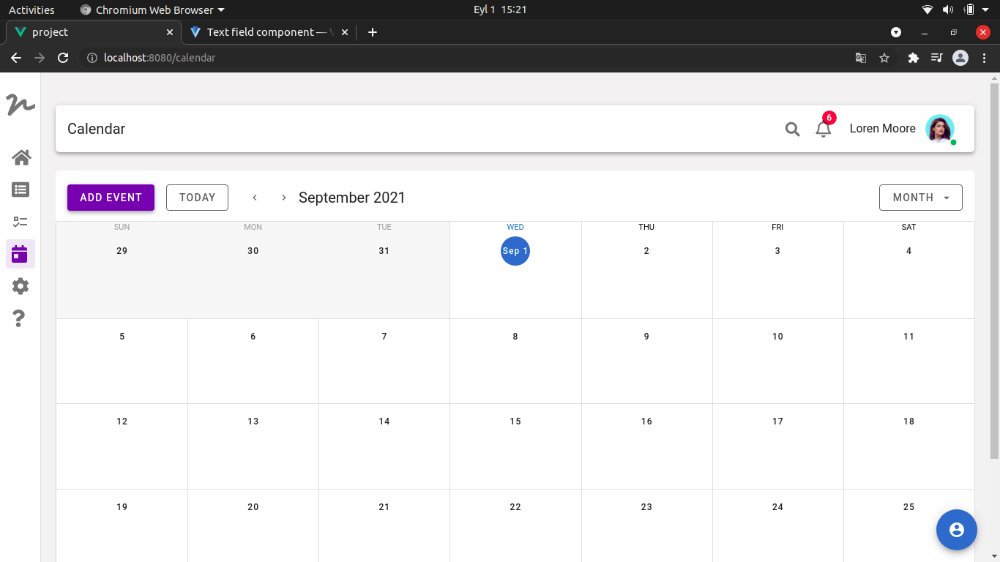 Activities Chromium Web Browser Eyl 1 15:21
project Text field component — V
localhost:8080/calendar
6
Calendar Loren Moore
ADD EVENT TODAY September 2021 MONTH
SUN MON TUE WED THU FRI SAT
29 30 31 Sep 1 2 3 4
5 6 7 8 9 10 11
12 13 14 15 16 17 18
19 20 21 22 23 24 25